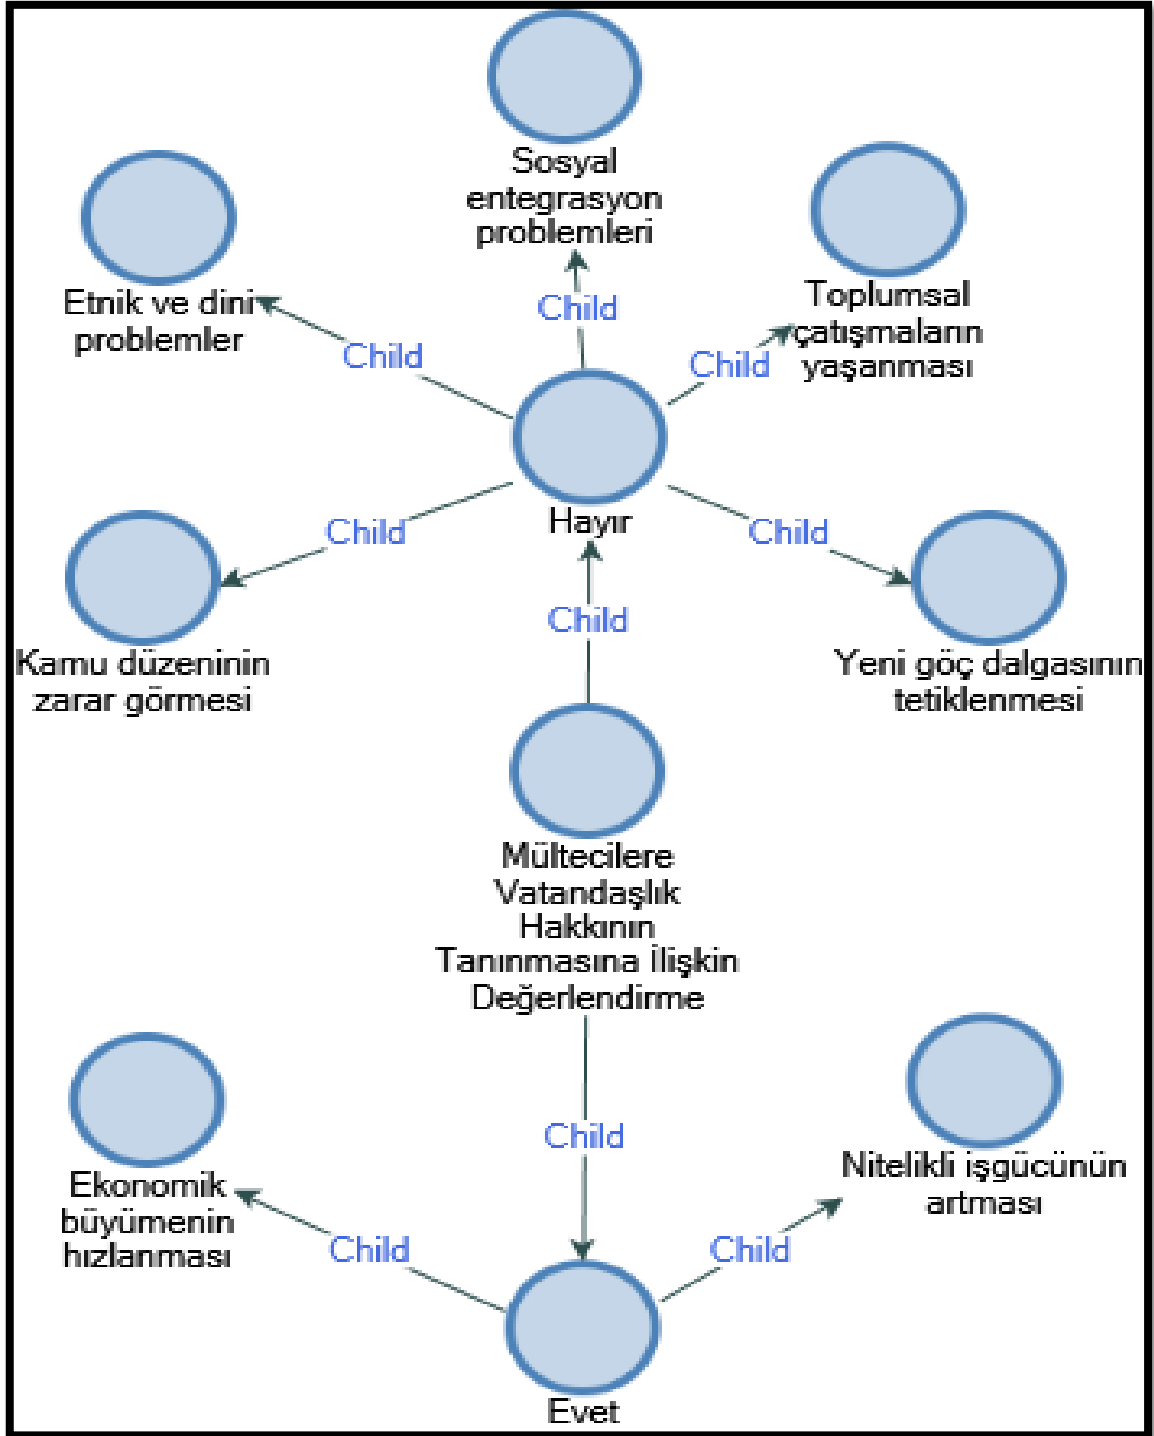 Sosyal
entegrasyon
problemleri
Etnik ve dini
problemler
Toplumsal
çatışmaların
yaşanması
Child
Child
Child
Hayır
Child
Child
Kamu düzeninin
zarar görmesi
Yeni göç dalgasının
tetiklenmesi
Child
Mültecilere
Vatandaşlık
Hakkının
Tanınmasına İlişkin
Değerlendirme
Child
Ekonomik
büyümenin
hızlanması
Nitelikli işgücünün
artması
Child
Child
Evet